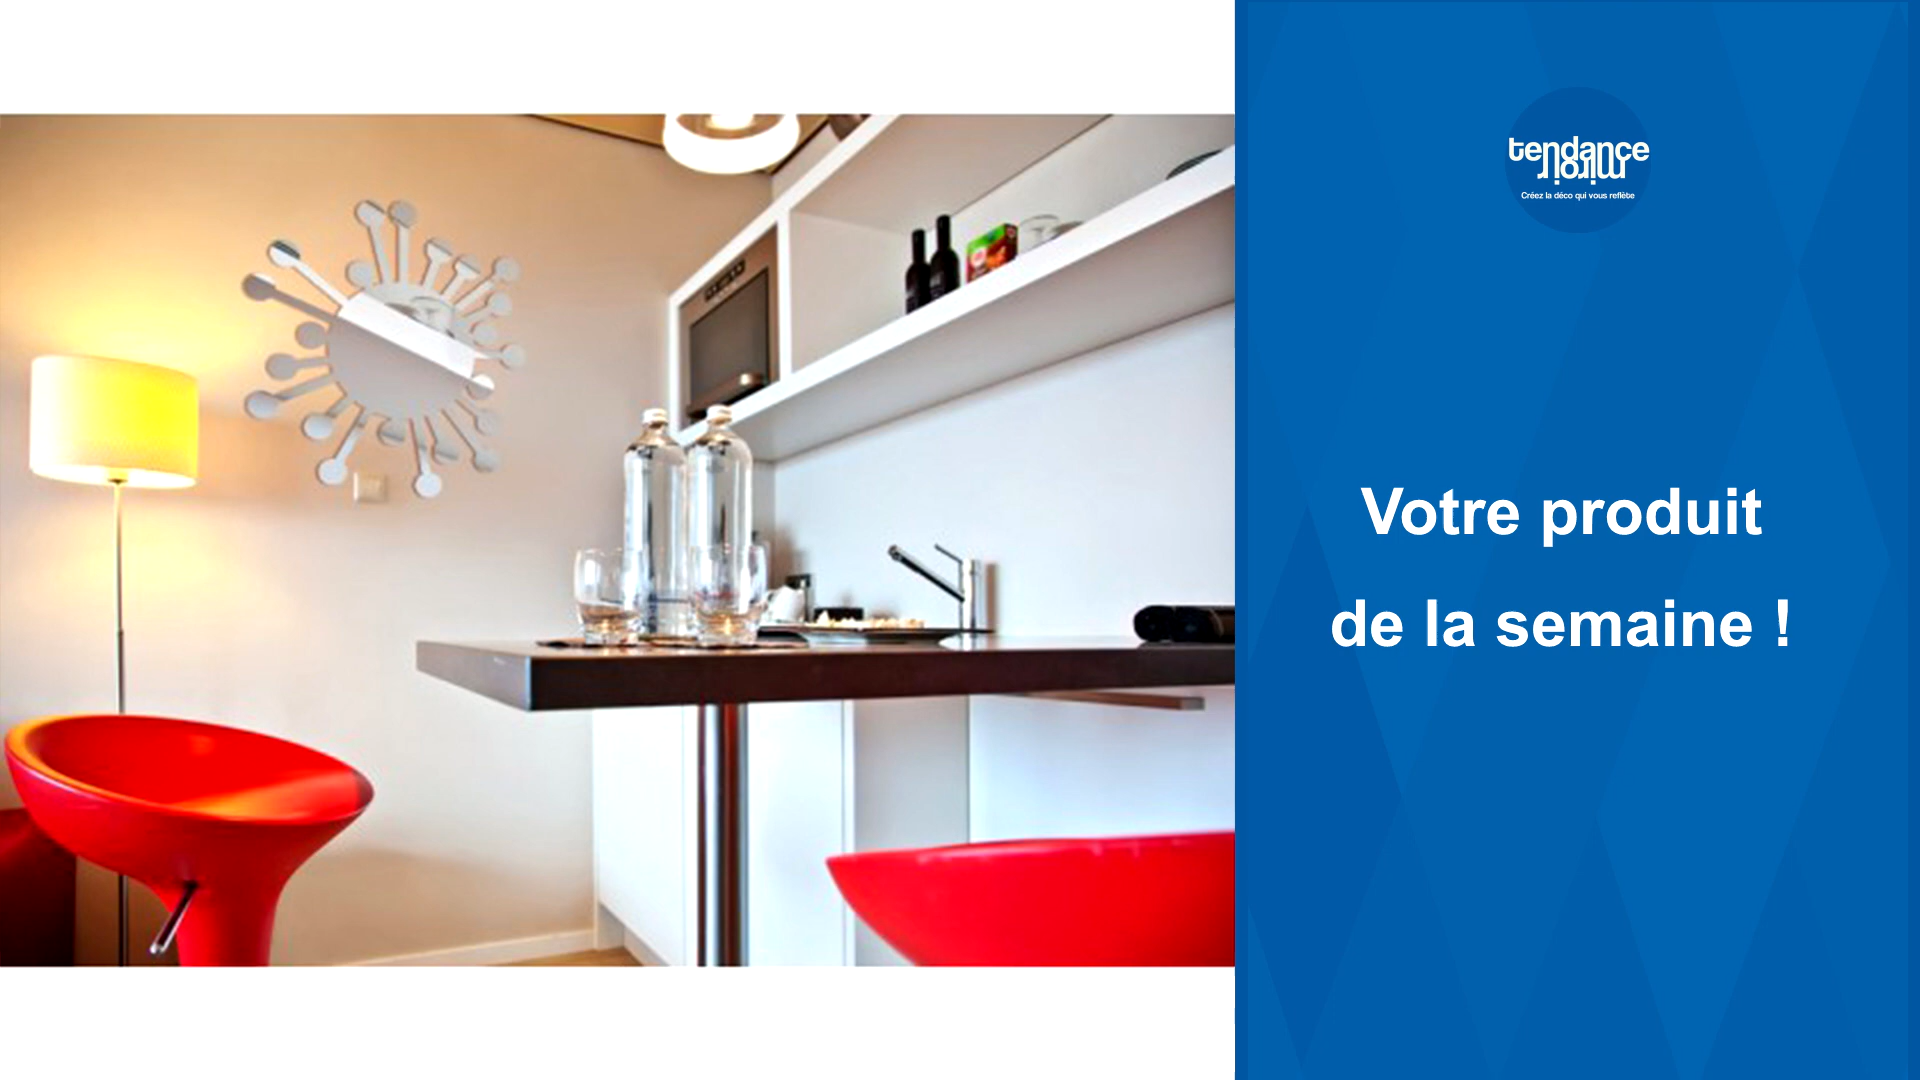 tendance
miroir
Créez la déco qui vous reflète
Votre produit
de la semaine !